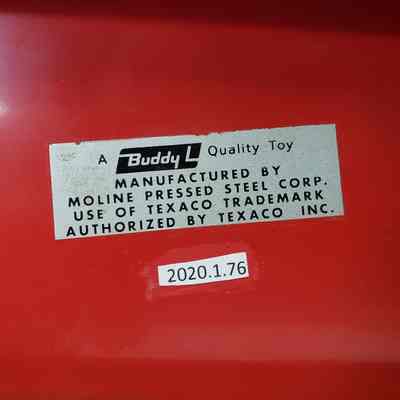 A Buddy L Quality Toy
MANUFACTURED BY
MOLINE PRESSED STEEL CORP.
USE OF TEXACO TRADEMARK
AUTHORIZED BY TEXACO INC.
2020.1.76